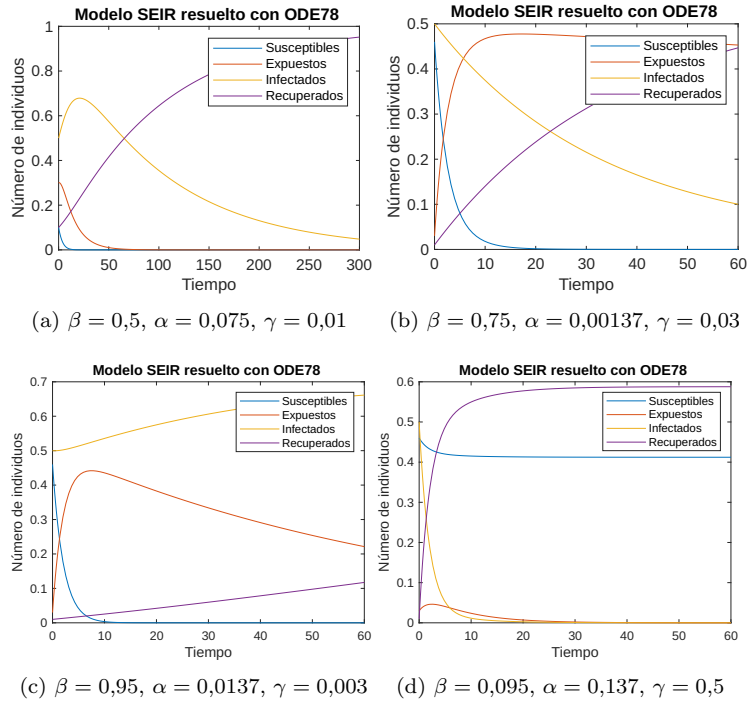 Modelo SEIR resuelto con ODE78
Número de individuos
1
0.8
0.6
0.4
0.2
0
Susceptibles
Expuestos
Infectados
Recuperados
0 50 100 150 200 250 300
Tiempo
(a) β = 0,5, α = 0,075, γ = 0,01
Modelo SEIR resuelto con ODE78
Número de individuos
0.5
0.4
0.3
0.2
0.1
0
Susceptibles
Expuestos
Infectados
Recuperados
0 10 20 30 40 50 60
Tiempo
(b) β = 0,75, α = 0,00137, γ = 0,03
Modelo SEIR resuelto con ODE78
Número de individuos
0.7
0.6
0.5
0.4
0.3
0.2
0.1
0
Susceptibles
Expuestos
Infectados
Recuperados
0 10 20 30 40 50 60
Tiempo
(c) β = 0,95, α = 0,0137, γ = 0,003
Modelo SEIR resuelto con ODE78
Número de individuos
0.6
0.5
0.4
0.3
0.2
0.1
0
Susceptibles
Expuestos
Infectados
Recuperados
0 10 20 30 40 50 60
Tiempo
(d) β = 0,095, α = 0,137, γ = 0,5